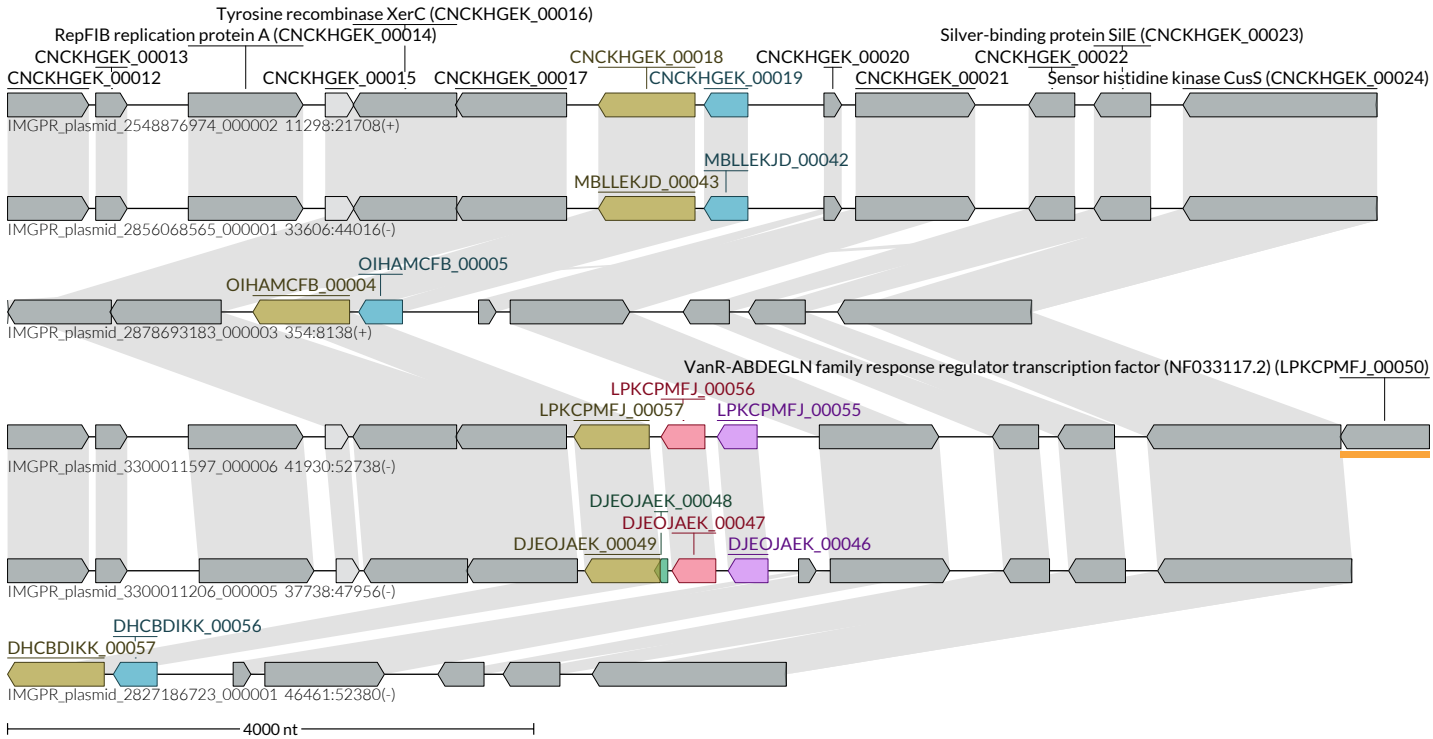 Tyrosine recombinase XerC (CNCKHGEK_00016)
RepFIB replication protein A (CNCKHGEK_00014)
Silver-binding protein SilE (CNCKHGEK_00023)
CNCKHGEK_00013
CNCKHGEK_00018
CNCKHGEK_00020
CNCKHGEK_00022
CNCKHGEK_00012
CNCKHGEK_00015
CNCKHGEK_00017
CNCKHGEK_00019
CNCKHGEK_00021
Sensor histidine kinase CusS (CNCKHGEK_00024)
IMGPR_plasmid_2548876974_000002 11298:21708(+)
MBLLEKJD_00042
MBLLEKJD_00043
IMGPR_plasmid_2856068565_000001 33606:44016(-)
OIHAMCFB_00005
OIHAMCFB_00004
IMGPR_plasmid_2878693183_000003 354:8138(+)
VanR-ABDEGLN family response regulator transcription factor (NF033117.2) (LPKCPMFJ_00050)
LPKCPMFJ_00056
LPKCPMFJ_00057
LPKCPMFJ_00055
IMGPR_plasmid_3300011597_000006 41930:52738(-)
DJEOJAEK_00048
DJEOJAEK_00047
DJEOJAEK_00049
DJEOJAEK_00046
IMGPR_plasmid_3300011206_000005 37738:47956(-)
DHCBDIKK_00056
DHCBDIKK_00057
IMGPR_plasmid_2827186723_000001 46461:52380(-)
4000 nt